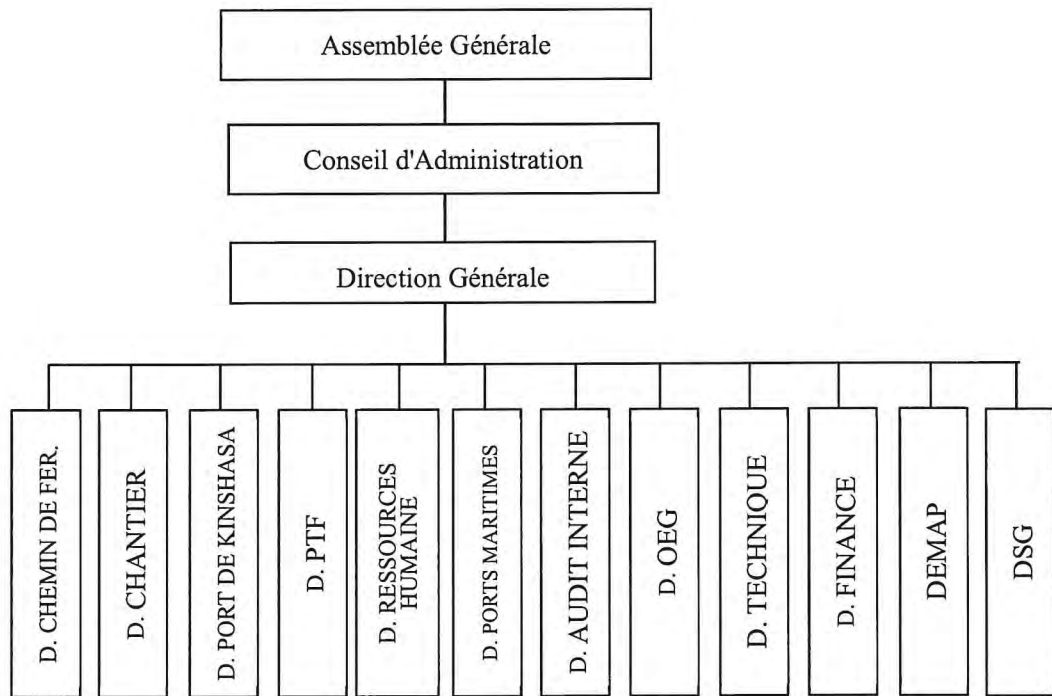 Assemblée Générale
Conseil d'Administration
Direction Générale
D. CHEMIN DE FER.
D. CHANTIER
D. PORT DE KINSHASA
D. PTF
D. RESSOURCES
HUMAINE
D. PORTS MARITIMES
D. AUDIT INTERNE
D. OEG
D. TECHNIQUE
D. FINANCE
DEMAP
DSG